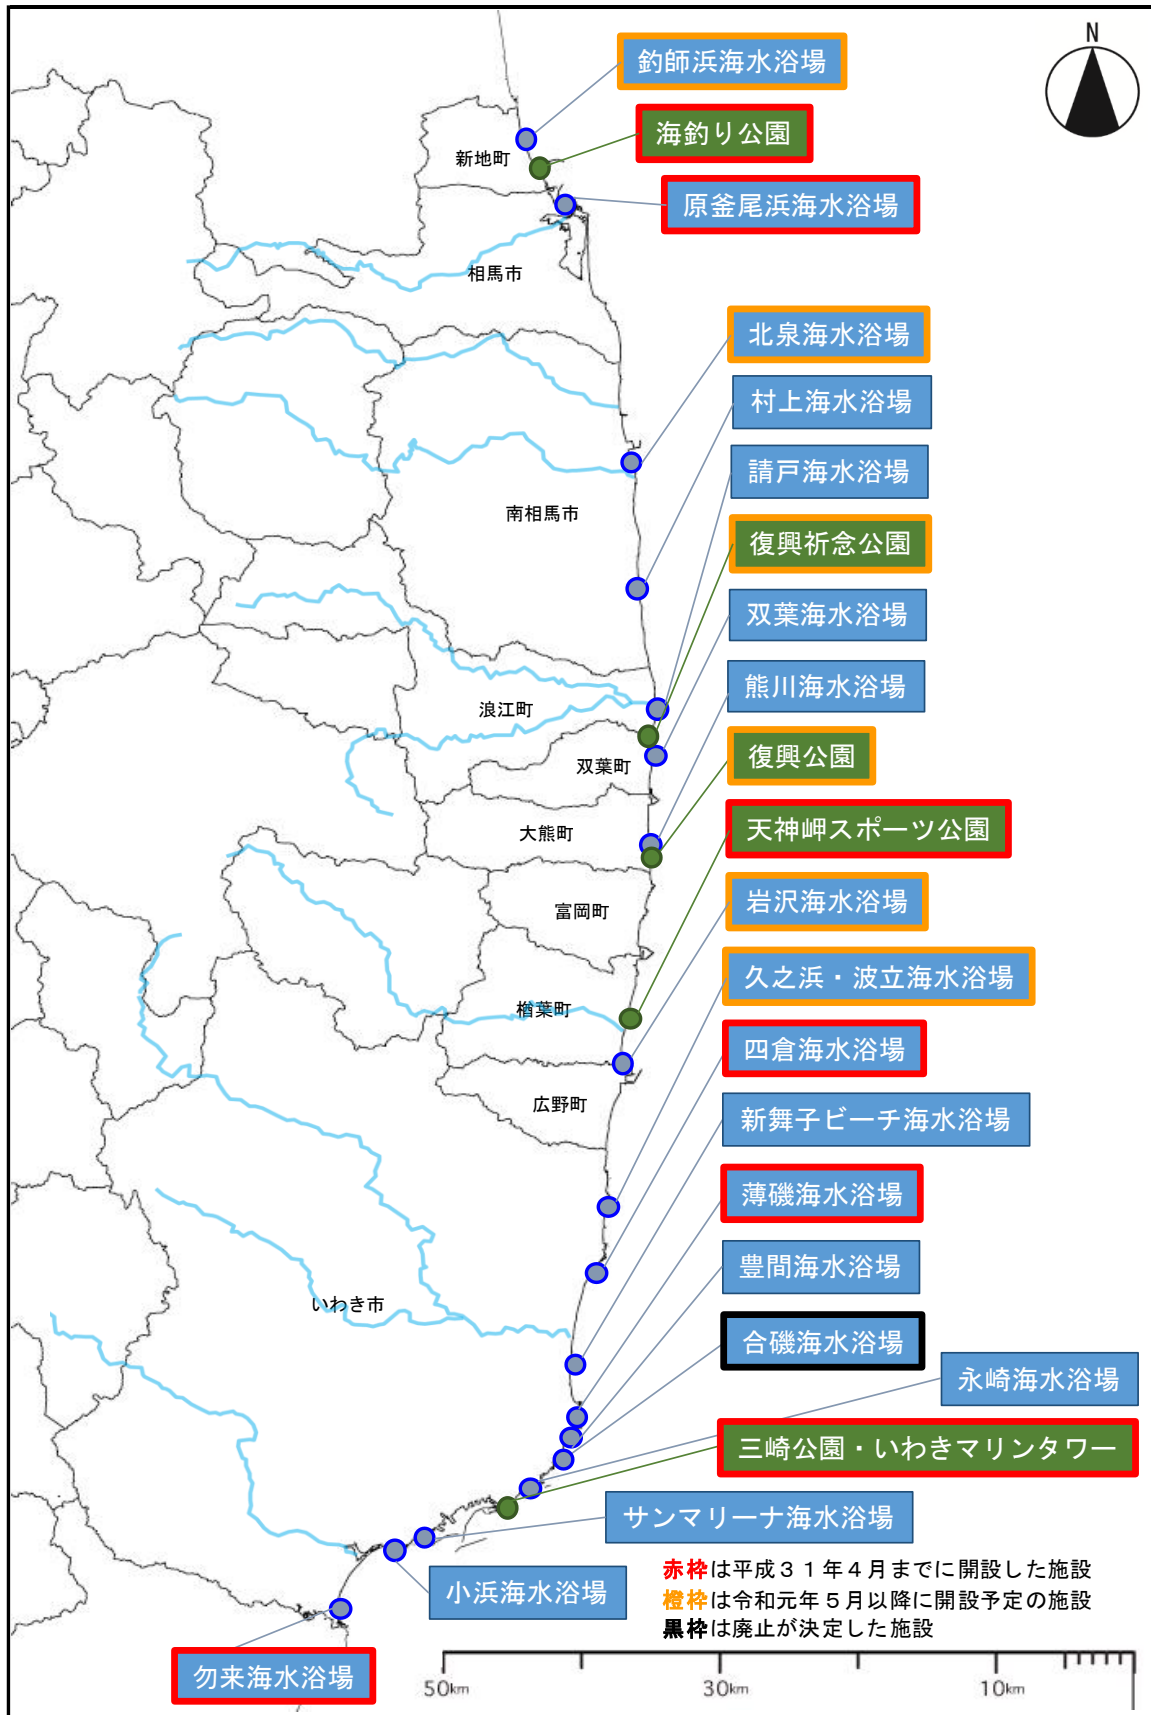 N
釣師浜海水浴場
海釣り公園
新地町
原釜尾浜海水浴場
相馬市
北泉海水浴場
村上海水浴場
請戸海水浴場
南相馬市
復興祈念公園
双葉海水浴場
熊川海水浴場
浪江町
復興公園
双葉町
天神岬スポーツ公園
大熊町
岩沢海水浴場
富岡町
久之浜・波立海水浴場
楢葉町
四倉海水浴場
広野町
新舞子ビーチ海水浴場
薄磯海水浴場
豊間海水浴場
いわき市
合磯海水浴場
永崎海水浴場
三崎公園・いわきマリンタワー
サンマリーナ海水浴場
小浜海水浴場
勿来海水浴場
赤枠は平成３１年４月までに開設した施設
橙枠は令和元年５月以降に開設予定の施設
黒枠は廃止が決定した施設
50km 30km 10km